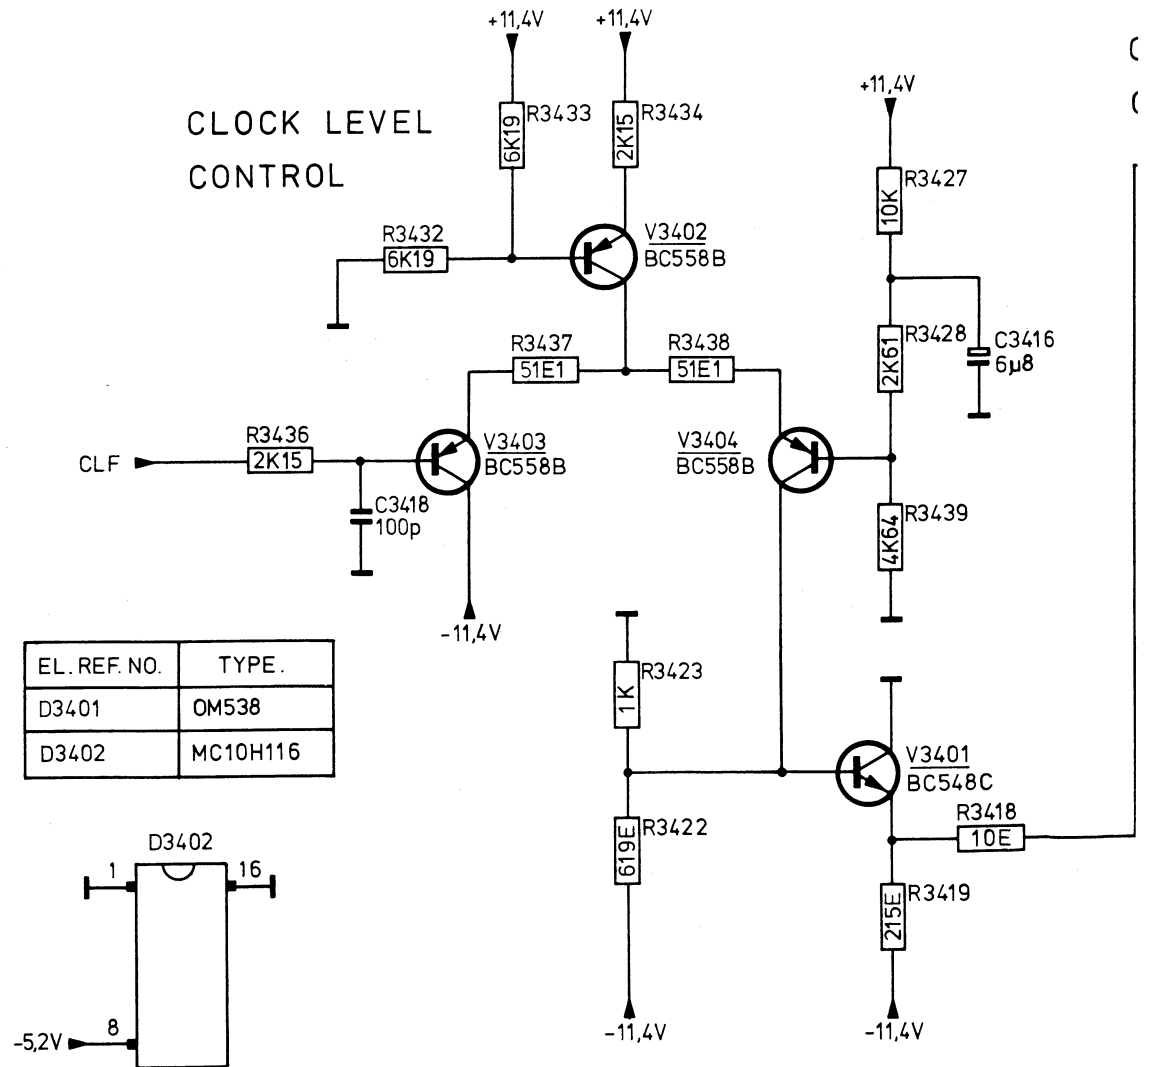 +11,4V
+11,4V
CLOCK LEVEL
CONTROL
R3433
6K19
R3434
2K15
+11,4V
R3427
10K
R3432
6K19
V3402
BC558B
R3437
51E1
R3438
51E1
R3428
2K61
C3416
6µ8
CLF
R3436
2K15
V3403
BC558B
V3404
BC558B
C3418
100p
R3439
4K64
-11,4V
EL. REF. NO.
TYPE.
D3401
OM538
D3402
MC10H116
R3423
1K
V3401
BC548C
R3422
619E
R3418
10E
R3419
215E
D3402
1
16
8
-5,2V
-11,4V
-11,4V